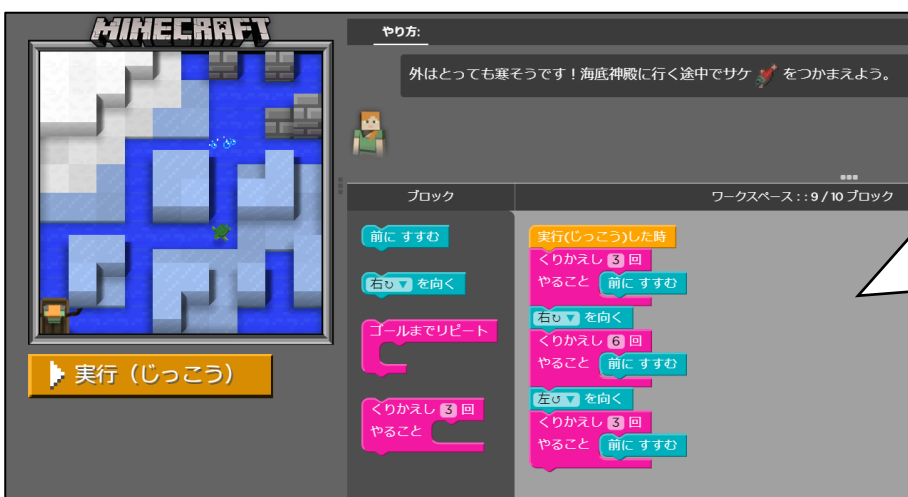 MINECRAFT
やり方:
外はとっても寒そうです！海底神殿に行く途中でサケ をつかまえよう。
ブロック
ワークスペース : : 9 / 10 ブロック
前に すすむ
右↻ ▼ を向く
ゴールまでリピート
くりかえし 3 回
やること
実行（じっこう）
実行(じっこう)した時
くりかえし 3 回
やること 前に すすむ
右↻ ▼ を向く
くりかえし 6 回
やること 前に すすむ
左↺ ▼ を向く
くりかえし 3 回
やること 前に すすむ